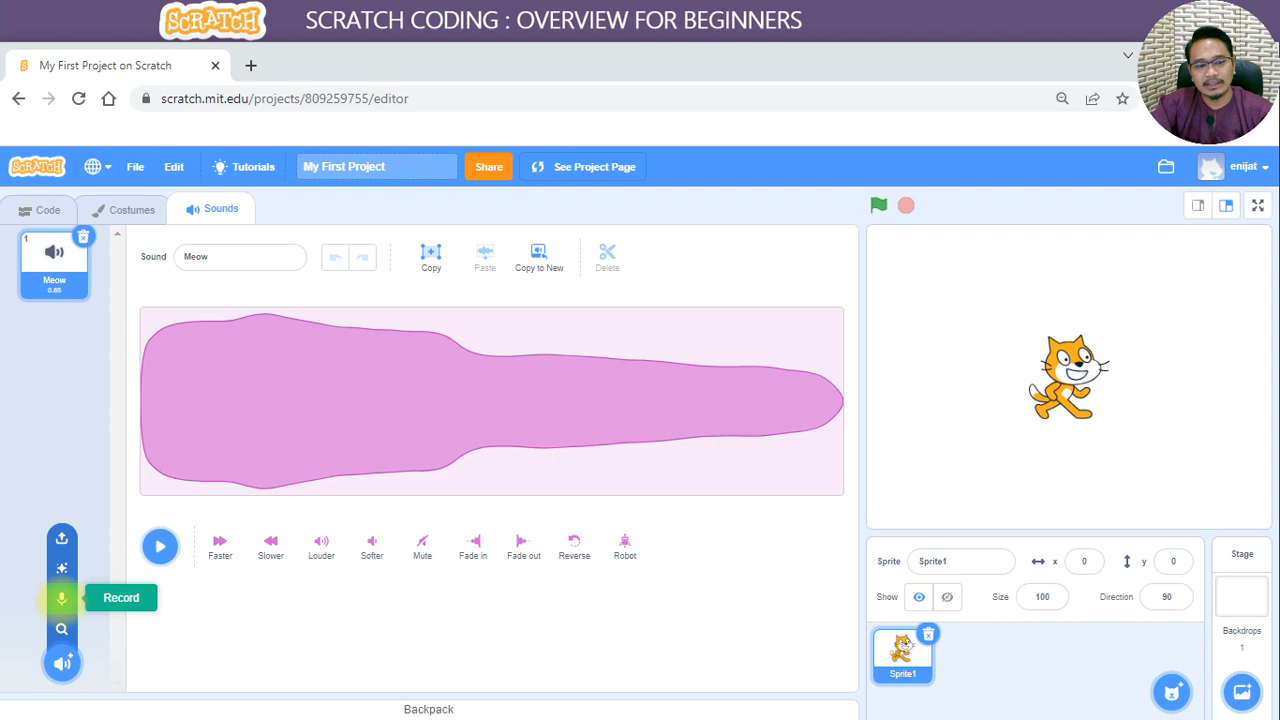 SCRATCH
SCRATCH CODING : OVERVIEW FOR BEGINNERS
My First Project on Scratch
scratch.mit.edu/projects/809259755/editor
SCRATCH
File
Edit
Tutorials
My First Project
Share
See Project Page
enijat
Code
Costumes
Sounds
1
Meow
0.85
Sound
Meow
Copy
Paste
Copy to New
Delete
Faster
Slower
Louder
Softer
Mute
Fade in
Fade out
Reverse
Robot
Record
Sprite
Sprite1
x
0
y
0
Show
Size
100
Direction
90
Sprite1
Stage
Backdrops
1
Backpack